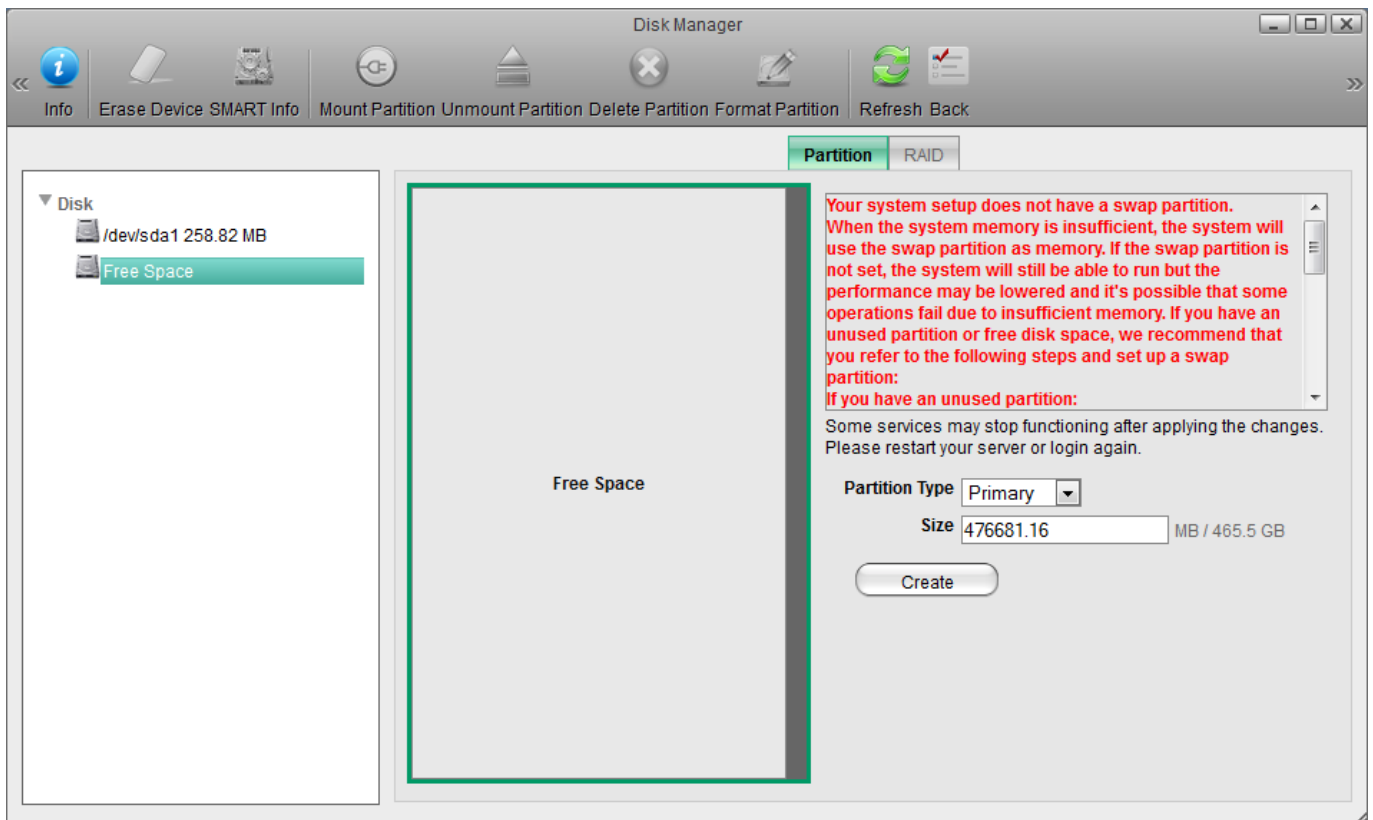 Disk Manager
Info
Erase Device
SMART Info
Mount Partition
Unmount Partition
Delete Partition
Format Partition
Refresh
Back
Partition
RAID
Disk
/dev/sda1 258.82 MB
Free Space
Free Space
Your system setup does not have a swap partition.
When the system memory is insufficient, the system will
use the swap partition as memory. If the swap partition is
not set, the system will still be able to run but the
performance may be lowered and it's possible that some
operations fail due to insufficient memory. If you have an
unused partition or free disk space, we recommend that
you refer to the following steps and set up a swap
partition:
If you have an unused partition:
Some services may stop functioning after applying the changes.
Please restart your server or login again.
Partition Type Primary
Size 476681.16 MB / 465.5 GB
Create